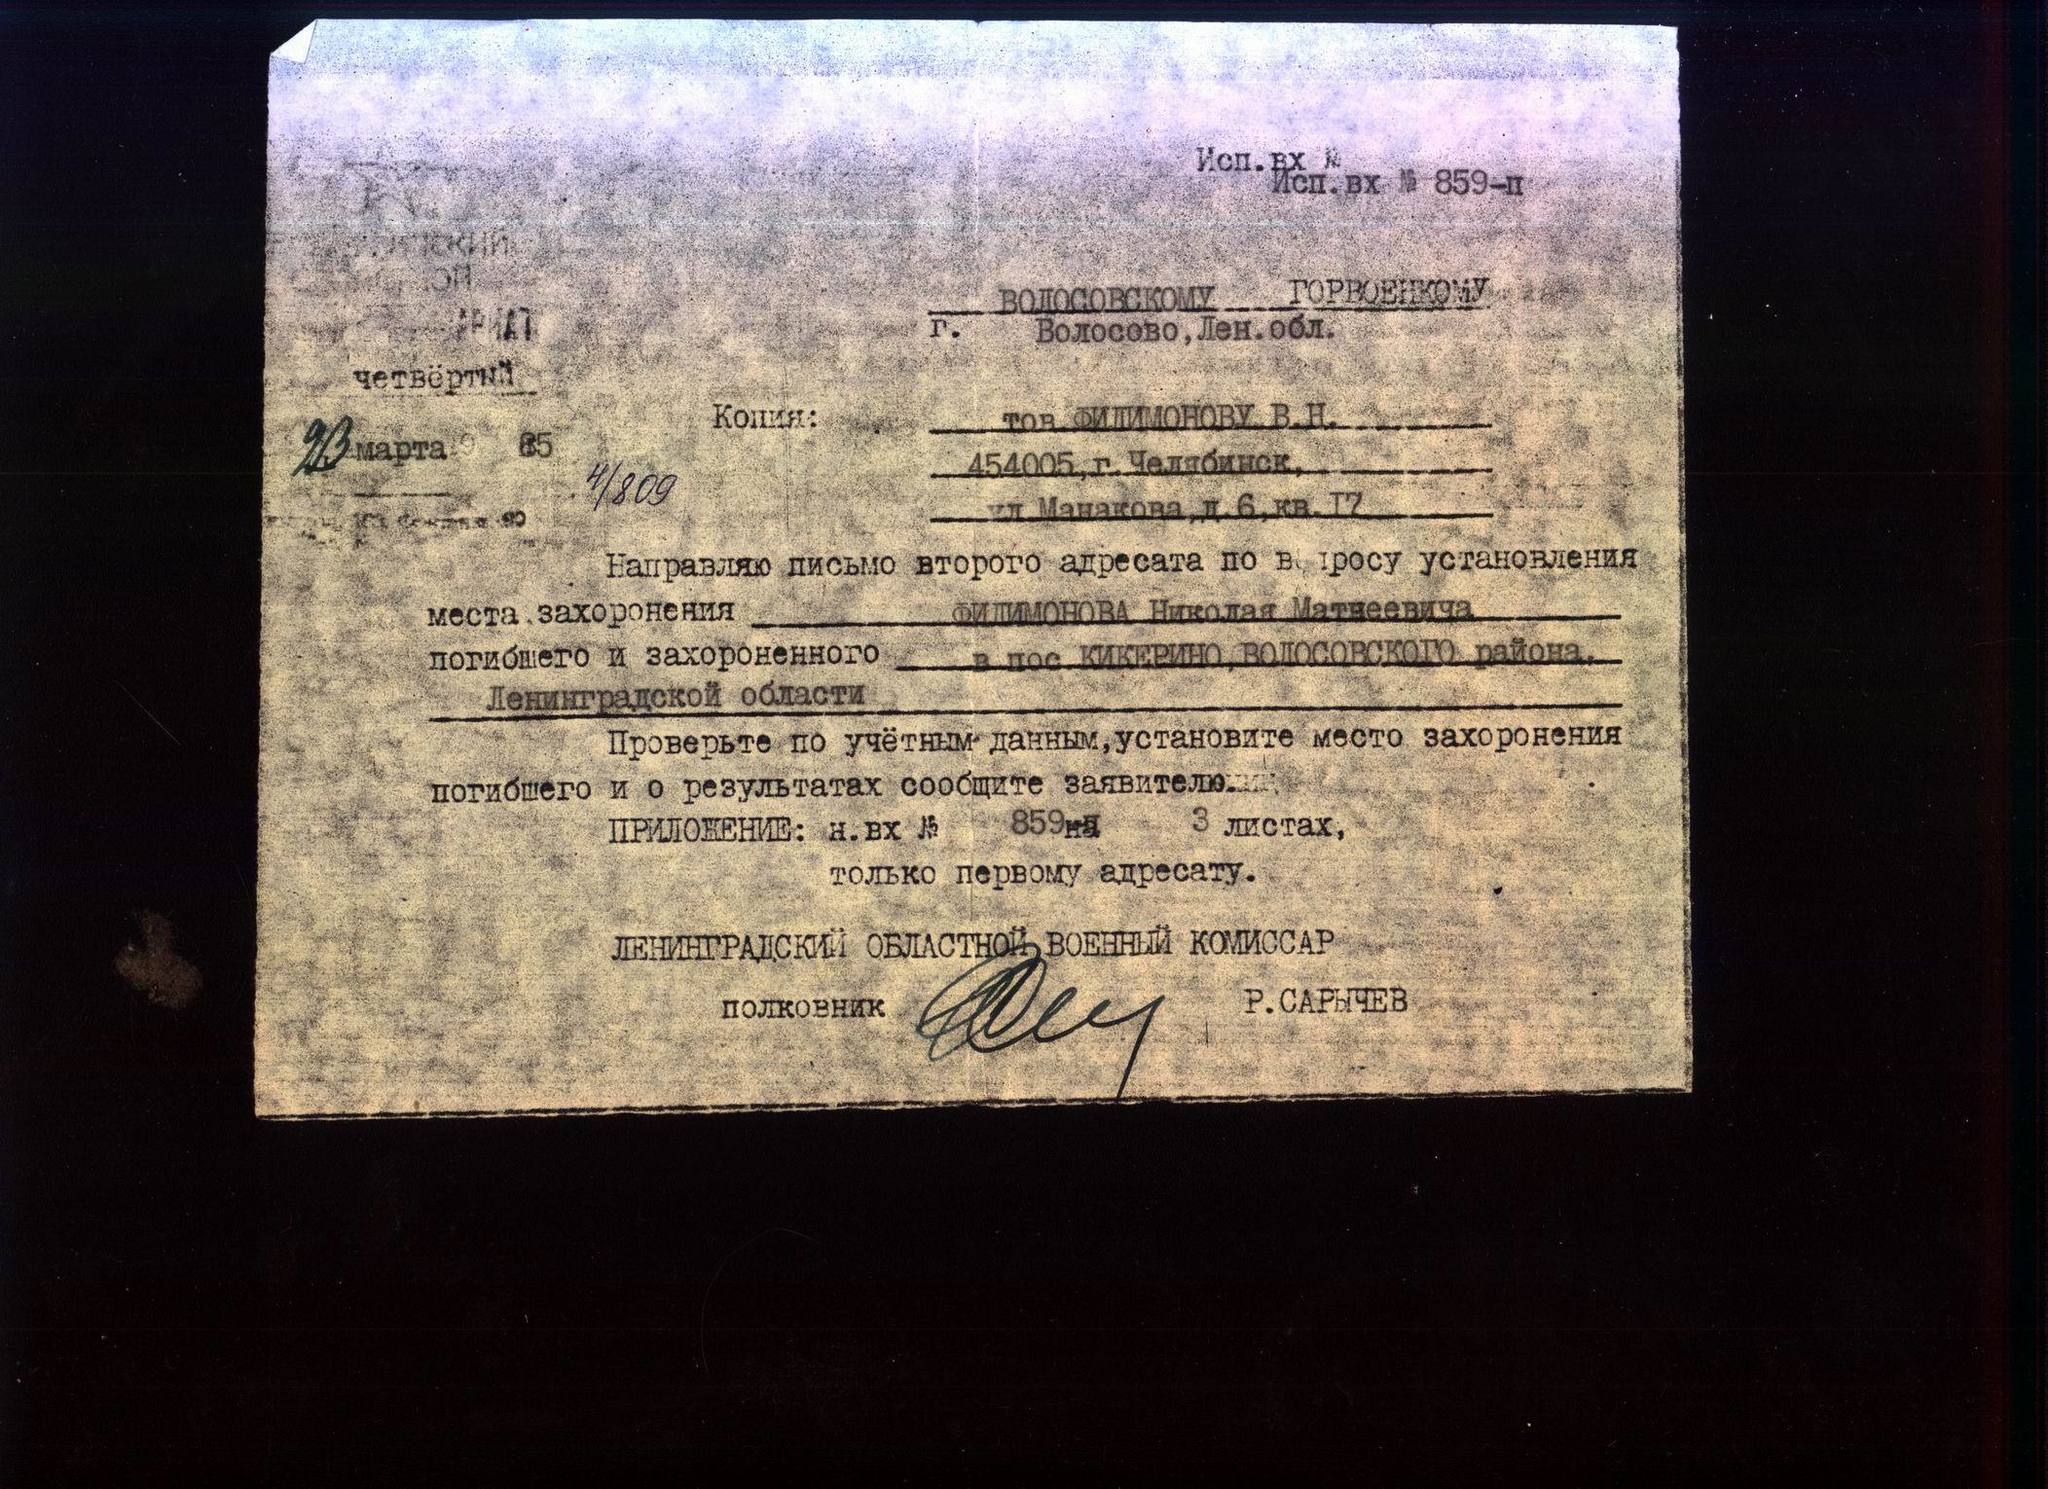 Исп.вх №
Исп.вх № 859-п
ВОЛОСОВСКОМУ ГОРВОЕНКОМУ
г. Волосово,Лен.обл.
четвёртый
Копия: тов ФИЛИМОНОВУ В.Н.
23 марта 9 85
454005,г.Челябинск,
4/809
ул Манакова,д.6,кв.17
Направляю письмо второго адресата по вопросу установления
места захоронения ФИЛИМОНОВА Николая Матвеевича
погибшего и захороненного в пос КИКЕРИНО,ВОЛОСОВСКОГО района,
Ленинградской области
Проверьте по учётным данным,установите место захоронения
погибшего и о результатах сообщите заявителю.
ПРИЛОЖЕНИЕ: н.вх № 859 на 3 листах,
только первому адресату.
ЛЕНИНГРАДСКИЙ ОБЛАСТНОЙ ВОЕННЫЙ КОМИССАР
полковник Р.САРЫЧЕВ